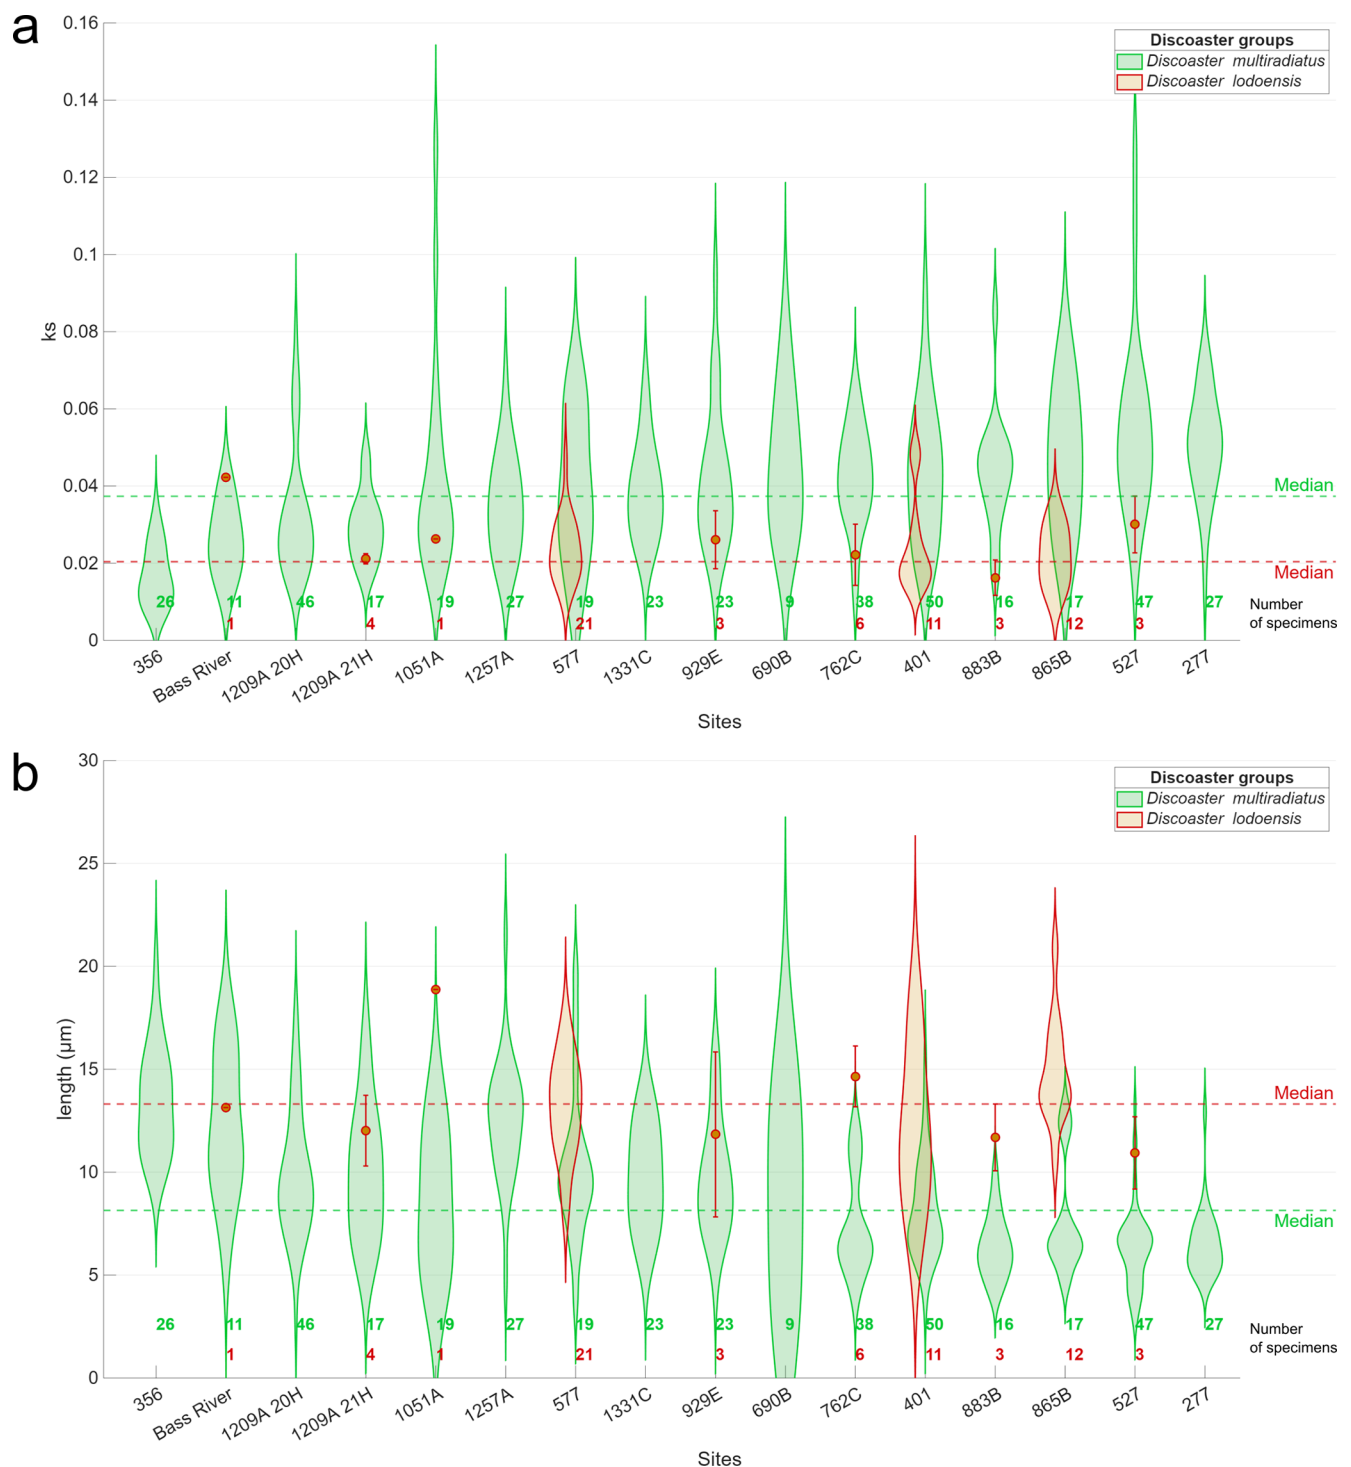 a
0.16
0.14
0.12
0.1
0.08
0.06
0.04
0.02
0
ks
Discoaster groups
Discoaster multiradiatus
Discoaster lodoensis
Median
Median
26 11 46 17 19 27 19 23 23 9 38 50 16 17 47 27
1 4 1 21 3 6 11 3 12 3
Number
of specimens
356 Bass River 1209A 20H 1209A 21H 1051A 1257A 577 1331C 929E 690B 762C 401 883B 865B 527 277
Sites
b
30
25
20
15
10
5
0
length (μm)
Discoaster groups
Discoaster multiradiatus
Discoaster lodoensis
Median
Median
26 11 46 17 19 27 19 23 23 9 38 50 16 17 47 27
1 4 1 21 3 6 11 3 12 3
Number
of specimens
356 Bass River 1209A 20H 1209A 21H 1051A 1257A 577 1331C 929E 690B 762C 401 883B 865B 527 277
Sites